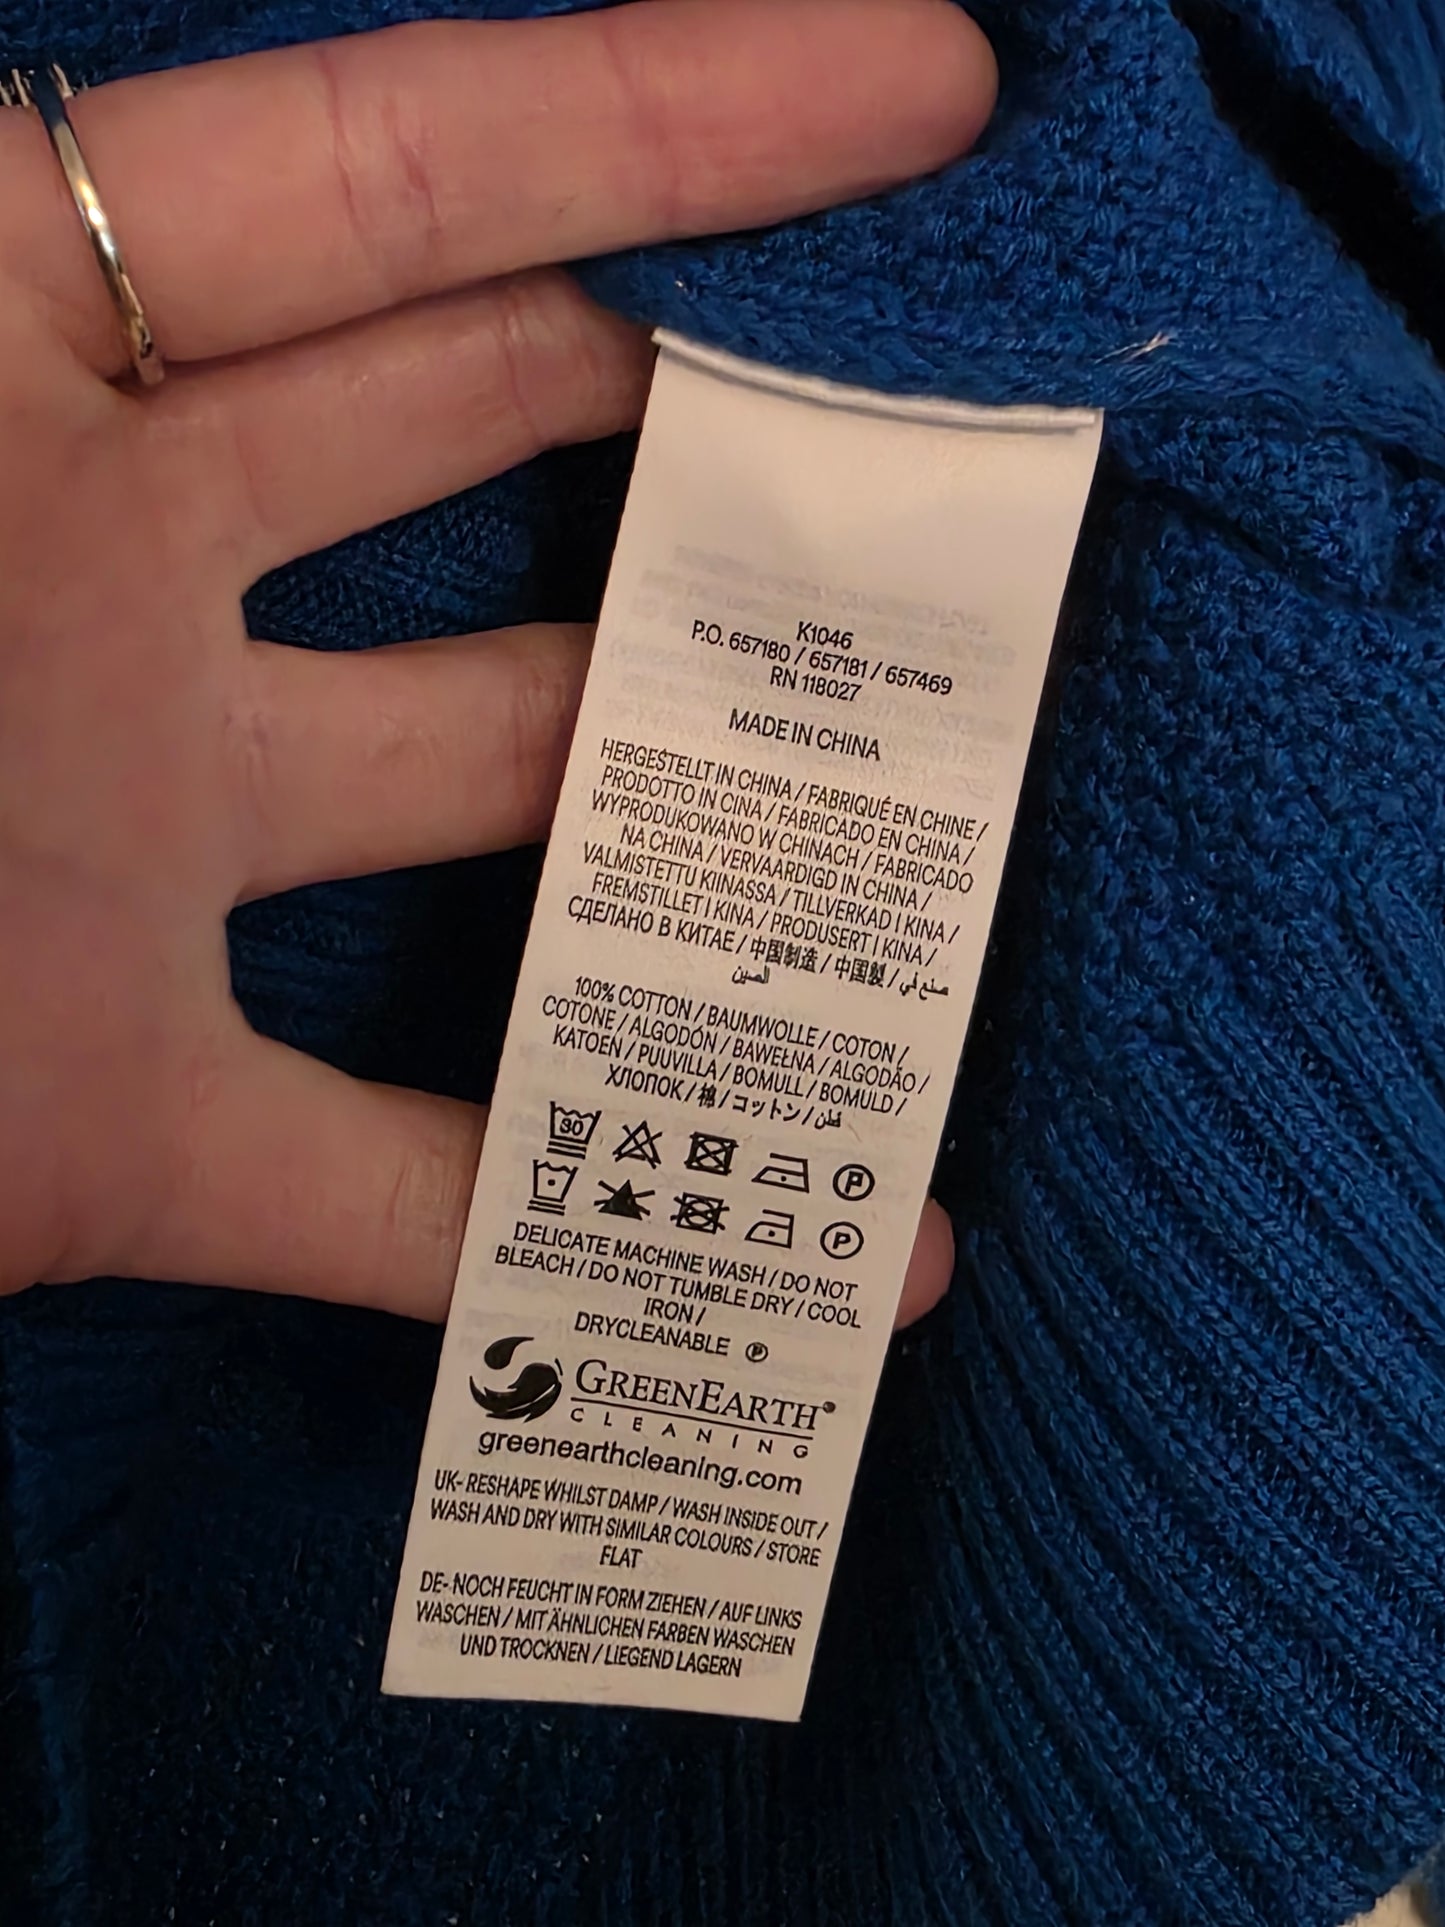 K1046
P.O. 657180 / 657181 / 657469
RN 118027
MADE IN CHINA
HERGESTELLT IN CHINA / FABRIQUÉ EN CHINE /
PRODOTTO IN CINA / FABRICADO EN CHINA /
WYPRODUKOWANO W CHINACH / FABRICADO
NA CHINA / VERVAARDIGD IN CHINA /
VALMISTETTU KIINASSA / TILLVERKAD I KINA /
FREMSTILLET I KINA / PRODUSERT I KINA /
СДЕЛАНО В КИТАЕ / 中国制造 / 中国製 / صنع في
الصين
100% COTTON / BAUMWOLLE / COTON /
COTONE / ALGODÓN / BAWEŁNA / ALGODÃO /
KATOEN / PUUVILLA / BOMULL / BOMULD /
ХЛОПОК / 棉 / コットン / قطن
30 P
P
DELICATE MACHINE WASH / DO NOT
BLEACH / DO NOT TUMBLE DRY / COOL
IRON /
DRYCLEANABLE Ⓟ
GREENEARTH®
CLEANING
greenearthcleaning.com
UK- RESHAPE WHILST DAMP / WASH INSIDE OUT /
WASH AND DRY WITH SIMILAR COLOURS / STORE
FLAT
DE- NOCH FEUCHT IN FORM ZIEHEN / AUF LINKS
WASCHEN / MIT ÄHNLICHEN FARBEN WASCHEN
UND TROCKNEN / LIEGEND LAGERN